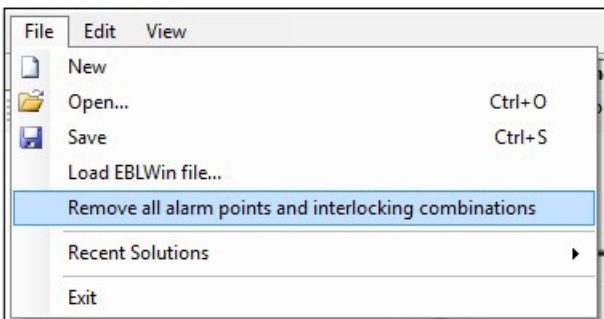 File Edit View
New
Open... Ctrl+O
Save Ctrl+S
Load EBLWin file...
Remove all alarm points and interlocking combinations
Recent Solutions
Exit